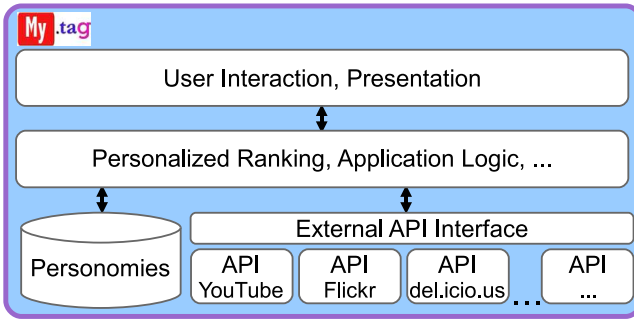 My.tag
User Interaction, Presentation
Personalized Ranking, Application Logic, ...
Personomies
External API Interface
API
YouTube
API
Flickr
API
del.icio.us
...
API
...